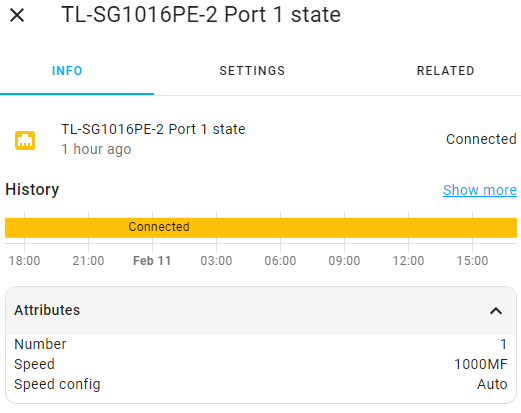 TL-SG1016PE-2 Port 1 state
INFO SETTINGS RELATED
TL-SG1016PE-2 Port 1 state
1 hour ago
Connected
History
Show more
Connected
18:00 21:00 Feb 11 03:00 06:00 09:00 12:00 15:00
Attributes
Number 1
Speed 1000MF
Speed config Auto